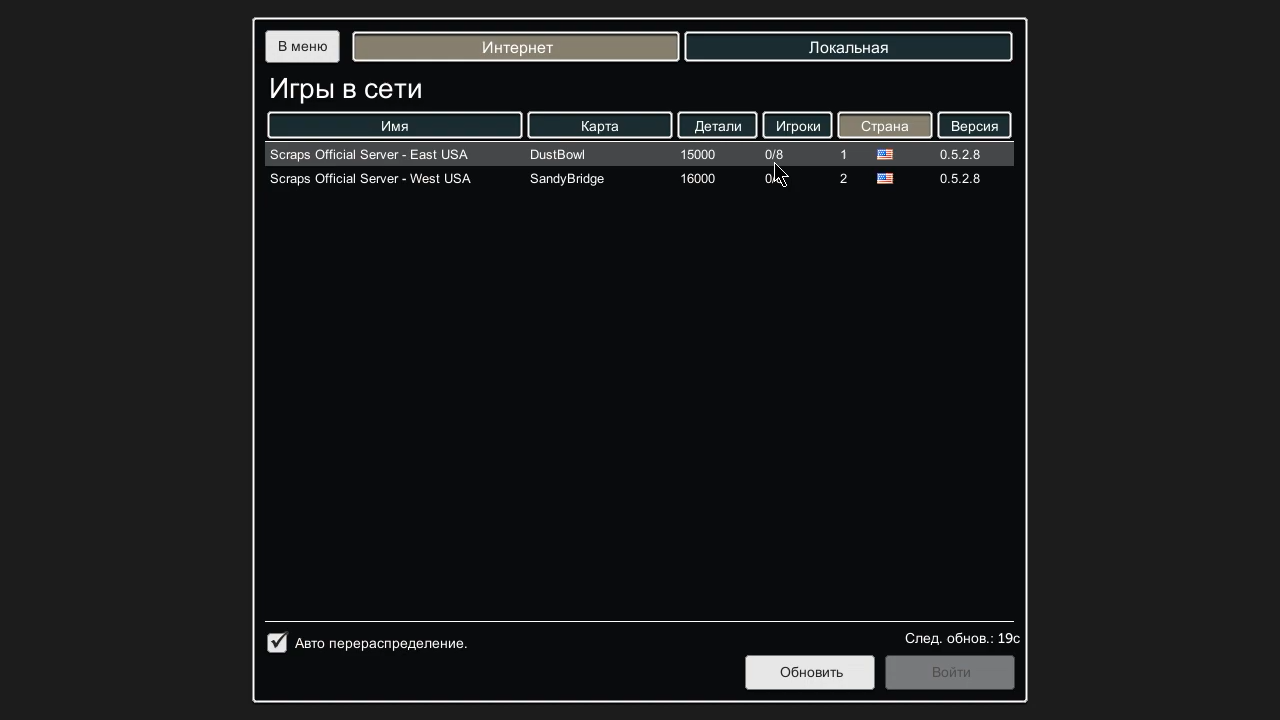 В меню Интернет Локальная
Игры в сети
Имя Карта Детали Игроки Страна Версия
Scraps Official Server - East USA DustBowl 15000 0/8 1 0.5.2.8
Scraps Official Server - West USA SandyBridge 16000 2 0.5.2.8
Авто перераспределение.
След. обнов.: 19с
Обновить Войти